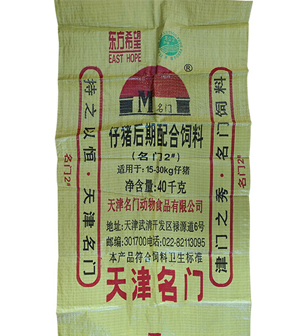 东方希望
EAST HOPE
®
M
名门
仔猪后期配合饲料
(名门2#)
适用于:15-30kg仔猪
净含量:40千克
天津名门动物食品有限公司
地址:天津武清开发区禄源道6号
邮编:301700电话:022-82113095
本产品符合饲料卫生标准
天津名门
持之以恒·天津名门
名门2#
津门之秀·名门饲料
名门2#